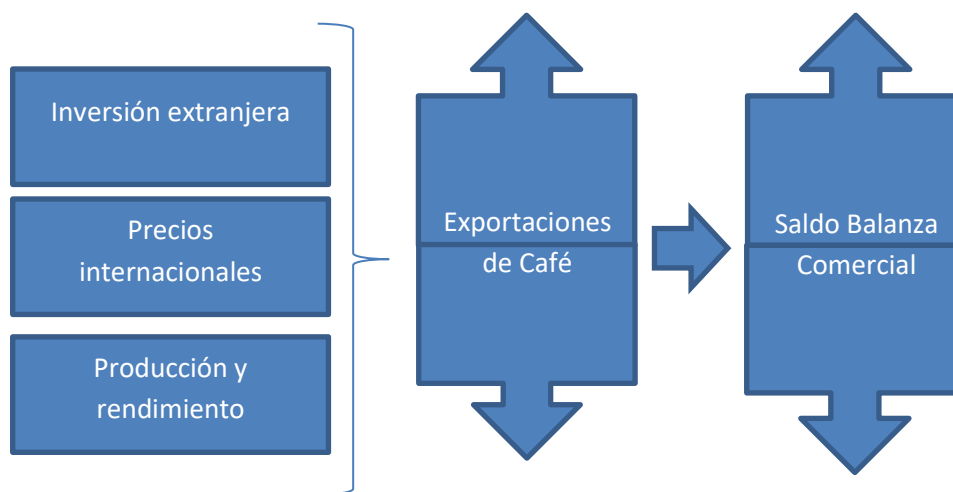 Inversión extranjera
Precios
internacionales
Producción y
rendimiento
Exportaciones
de Café
Saldo Balanza
Comercial